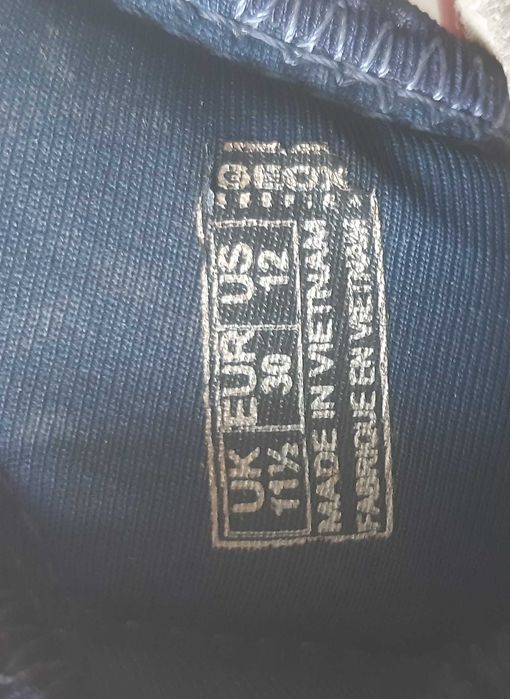 GEOX
UK EUR US
11½ 30 12
MADE IN VIETNAM
FABRIQUE EN VIETNAM